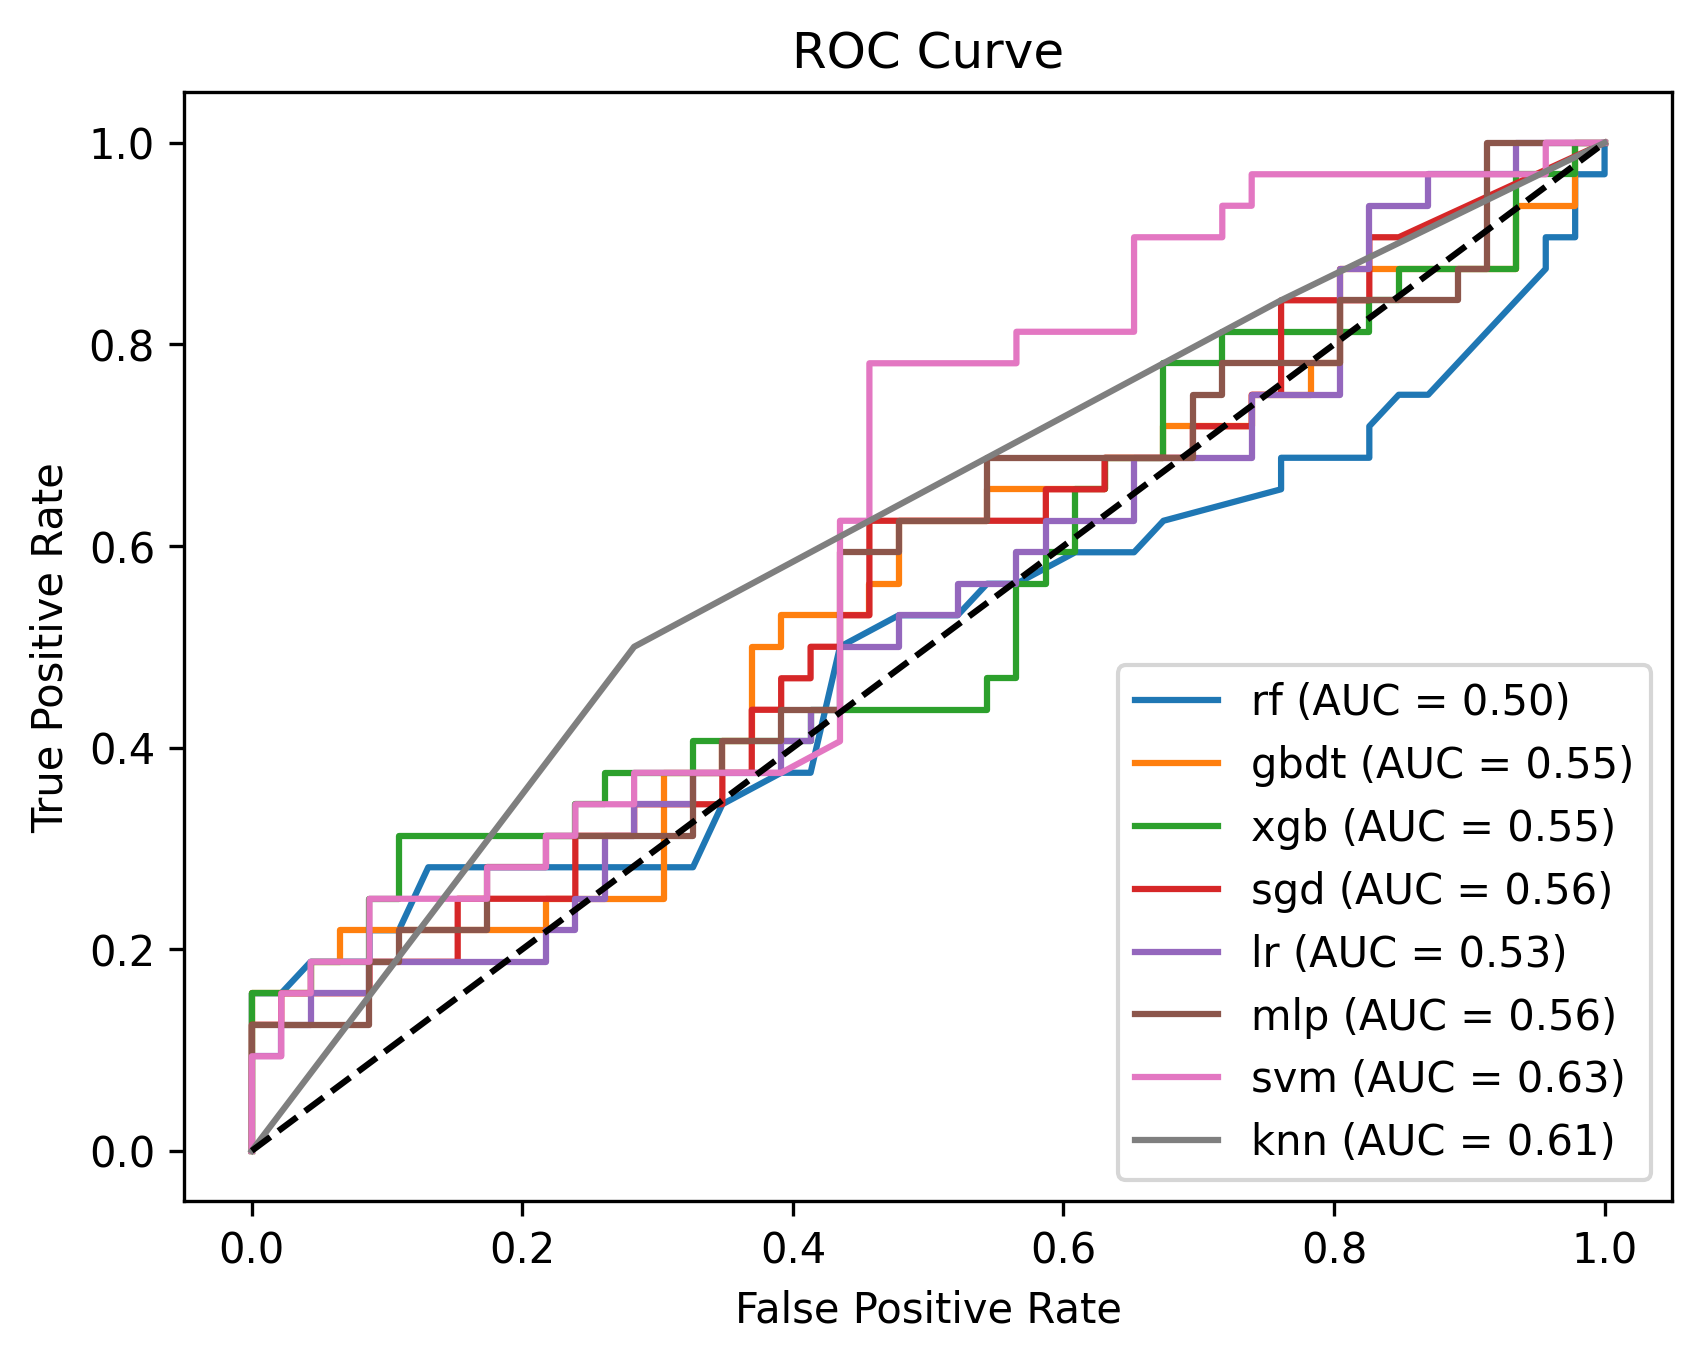 ROC Curve
True Positive Rate
1.0
0.8
0.6
0.4
0.2
0.0
rf (AUC = 0.50)
gbdt (AUC = 0.55)
xgb (AUC = 0.55)
sgd (AUC = 0.56)
lr (AUC = 0.53)
mlp (AUC = 0.56)
svm (AUC = 0.63)
knn (AUC = 0.61)
0.0 0.2 0.4 0.6 0.8 1.0
False Positive Rate